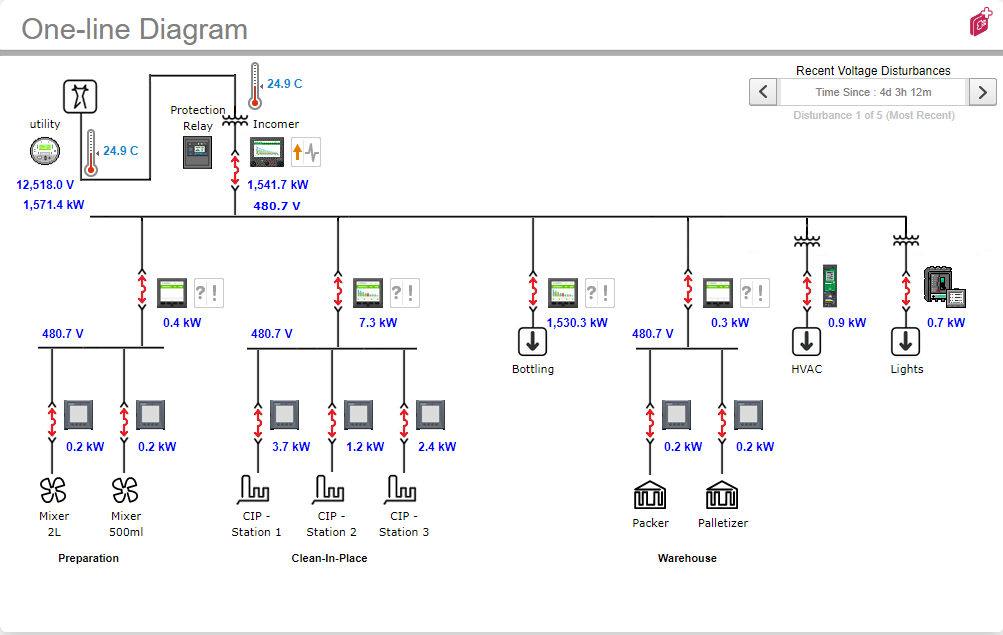 One-line Diagram
Recent Voltage Disturbances
Time Since : 4d 3h 12m
Disturbance 1 of 5 (Most Recent)
24.9 C
Protection
Relay
Incomer
utility
24.9 C
12,518.0 V
1,571.4 kW
1,541.7 kW
480.7 V
? !
? !
? !
? !
0.4 kW
7.3 kW
1,530.3 kW
0.3 kW
0.9 kW
0.7 kW
480.7 V
480.7 V
480.7 V
Bottling
HVAC
Lights
0.2 kW
0.2 kW
3.7 kW
1.2 kW
2.4 kW
0.2 kW
0.2 kW
Mixer
2L
Mixer
500ml
CIP -
Station 1
CIP -
Station 2
CIP -
Station 3
Packer
Palletizer
Preparation
Clean-In-Place
Warehouse